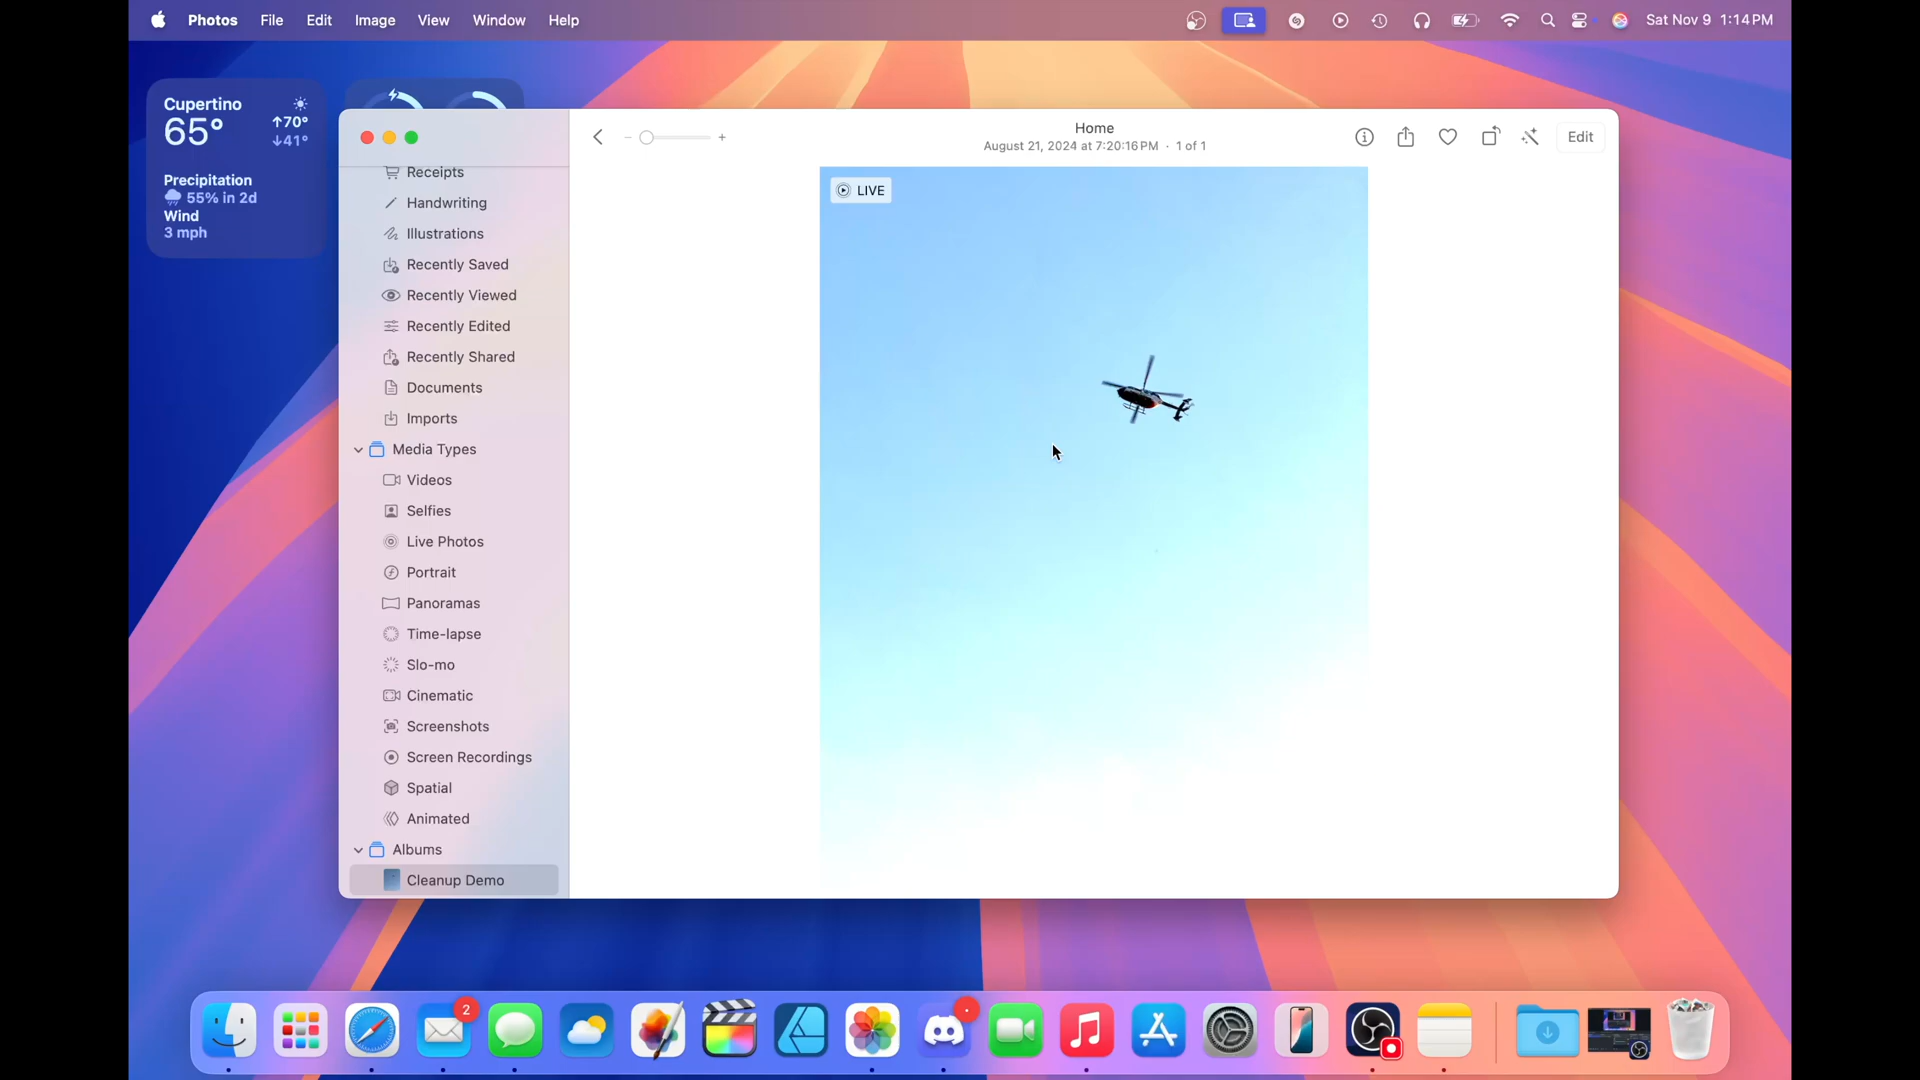 Photos File Edit Image View Window Help Sat Nov 9 1:14 PM
Cupertino
65° ↑70°
↓41°
Precipitation
55% in 2d
Wind
3 mph
Home
August 21, 2024 at 7:20:16 PM · 1 of 1
Edit
LIVE
Receipts
Handwriting
Illustrations
Recently Saved
Recently Viewed
Recently Edited
Recently Shared
Documents
Imports
Media Types
Videos
Selfies
Live Photos
Portrait
Panoramas
Time-lapse
Slo-mo
Cinematic
Screenshots
Screen Recordings
Spatial
Animated
Albums
Cleanup Demo
2